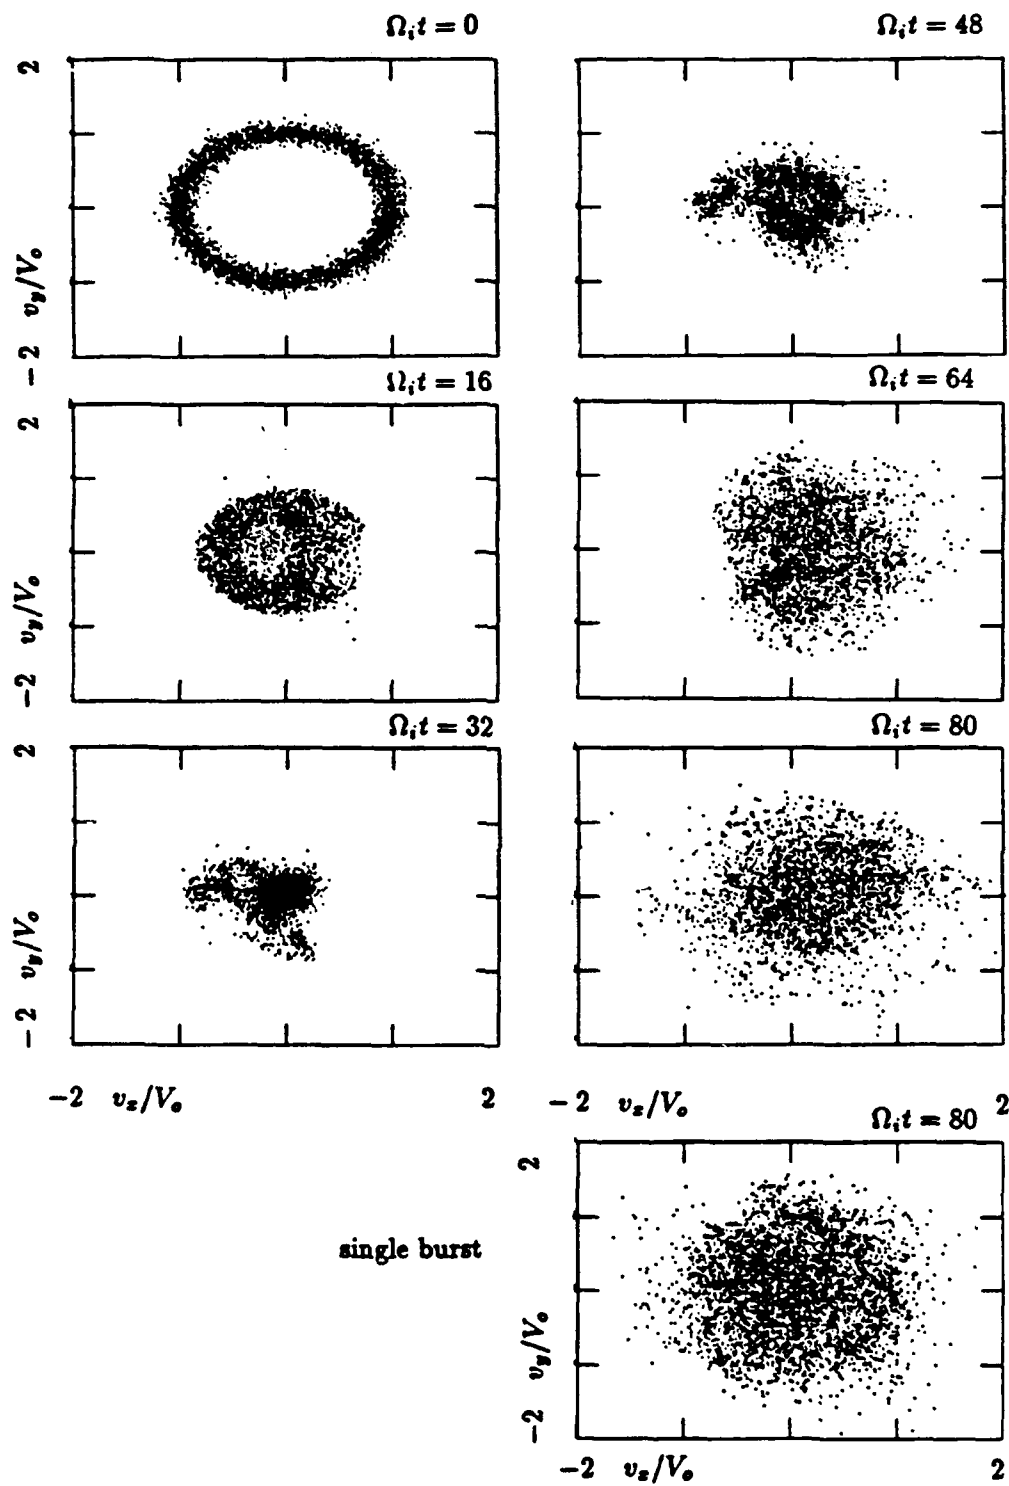 Ωᵢt = 0
2
v_y/V_o
−2
Ωᵢt = 16
2
v_y/V_o
−2
Ωᵢt = 32
2
v_y/V_o
−2
−2 v_x/V_o 2
Ωᵢt = 48
Ωᵢt = 64
Ωᵢt = 80
−2 v_x/V_o 2
single burst
Ωᵢt = 80
2
v_y/V_o
−2
−2 v_x/V_o 2